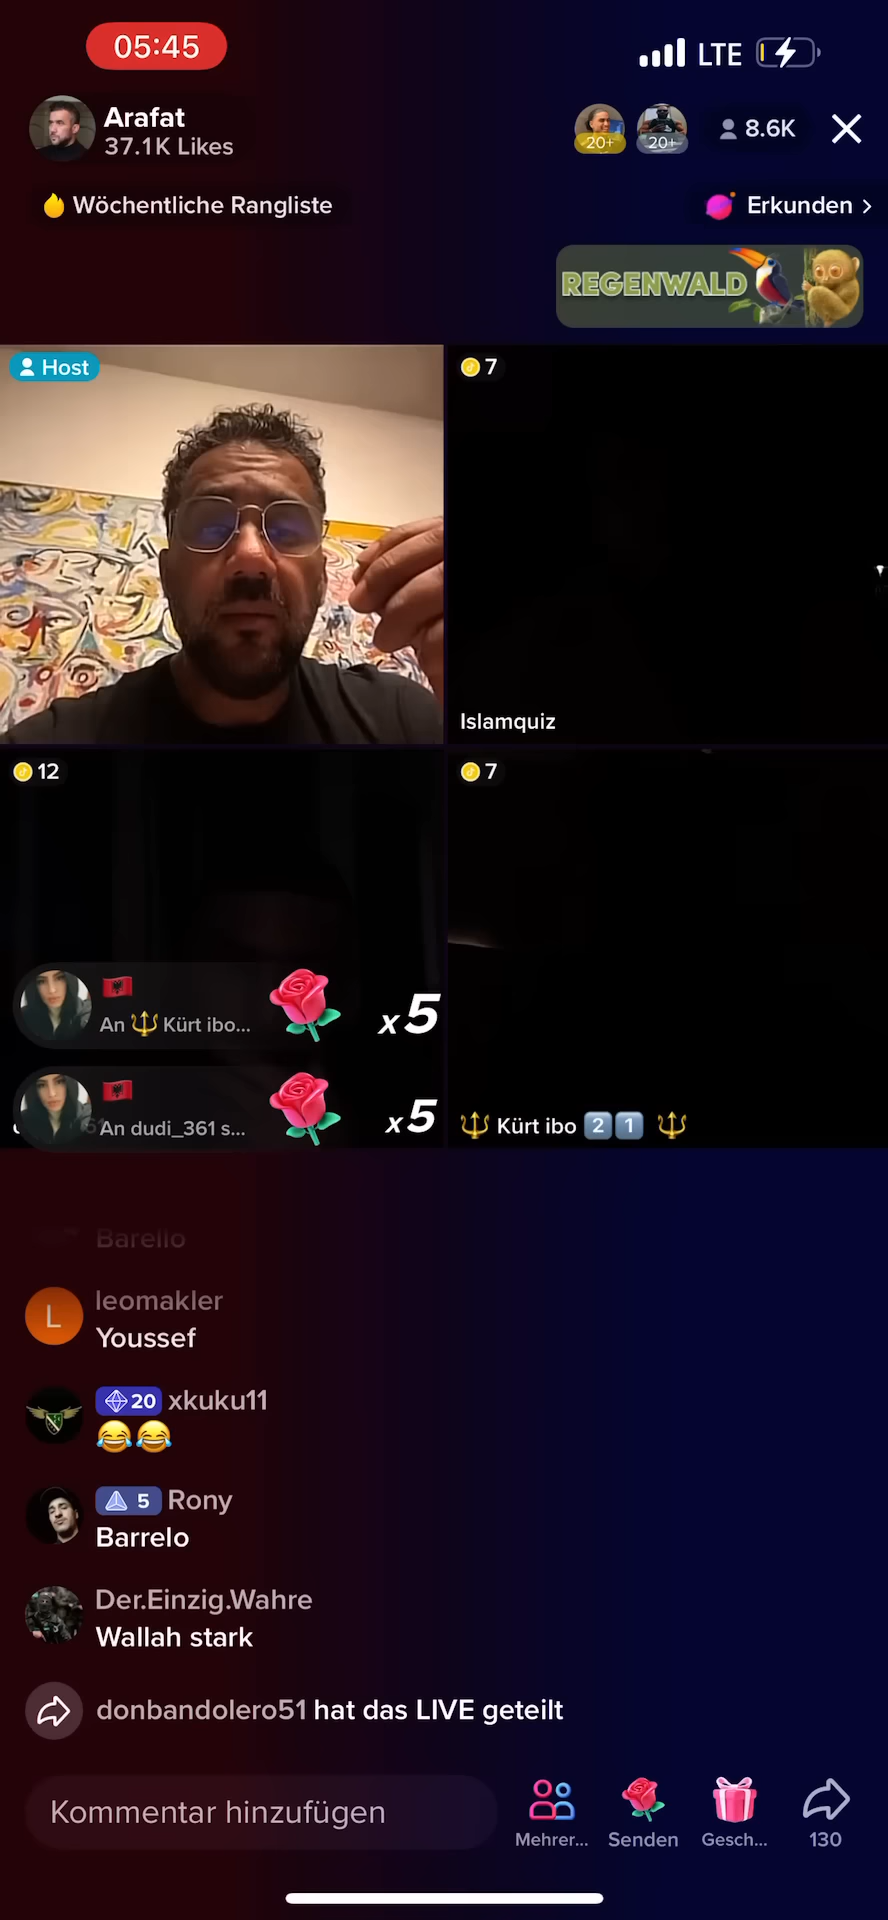 05:45
LTE
Arafat
37.1K Likes
20+
20+
8.6K
Wöchentliche Rangliste
Erkunden >
REGENWALD
Host
7
Islamquiz
12
7
An 🔱 Kürt ibo...
x5
An dudi_361 s...
x5
🔱 Kürt ibo 2️⃣1️⃣ 🔱
Barello
L
leomakler
Youssef
20 xkuku11
😂😂
5 Rony
Barrelo
Der.Einzig.Wahre
Wallah stark
donbandolero51 hat das LIVE geteilt
Kommentar hinzufügen
Mehrer...
Senden
Gesch...
130